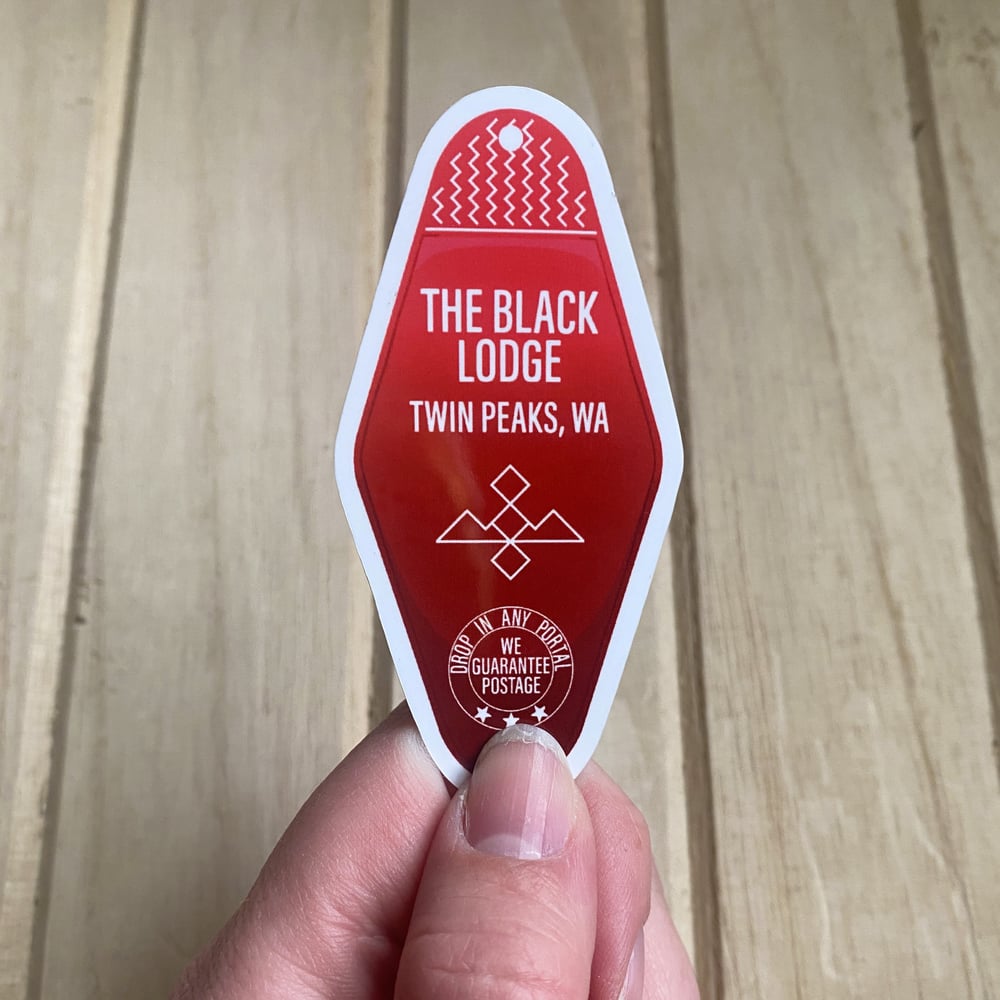 THE BLACK
LODGE
TWIN PEAKS, WA
DROP IN ANY PORTAL
WE
GUARANTEE
POSTAGE